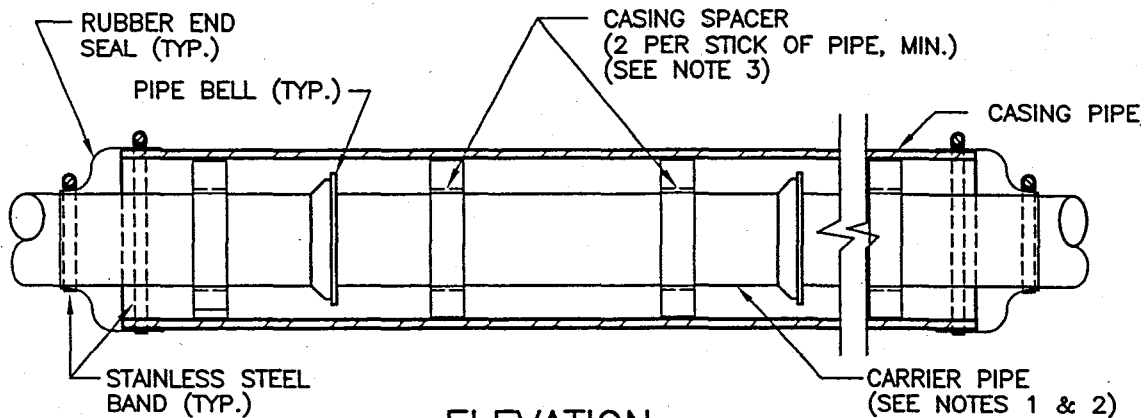 RUBBER END
SEAL (TYP.)
CASING SPACER
(2 PER STICK OF PIPE, MIN.)
(SEE NOTE 3)
PIPE BELL (TYP.)
CASING PIPE
STAINLESS STEEL
BAND (TYP.)
CARRIER PIPE
(SEE NOTES 1 & 2)
ELEVATION